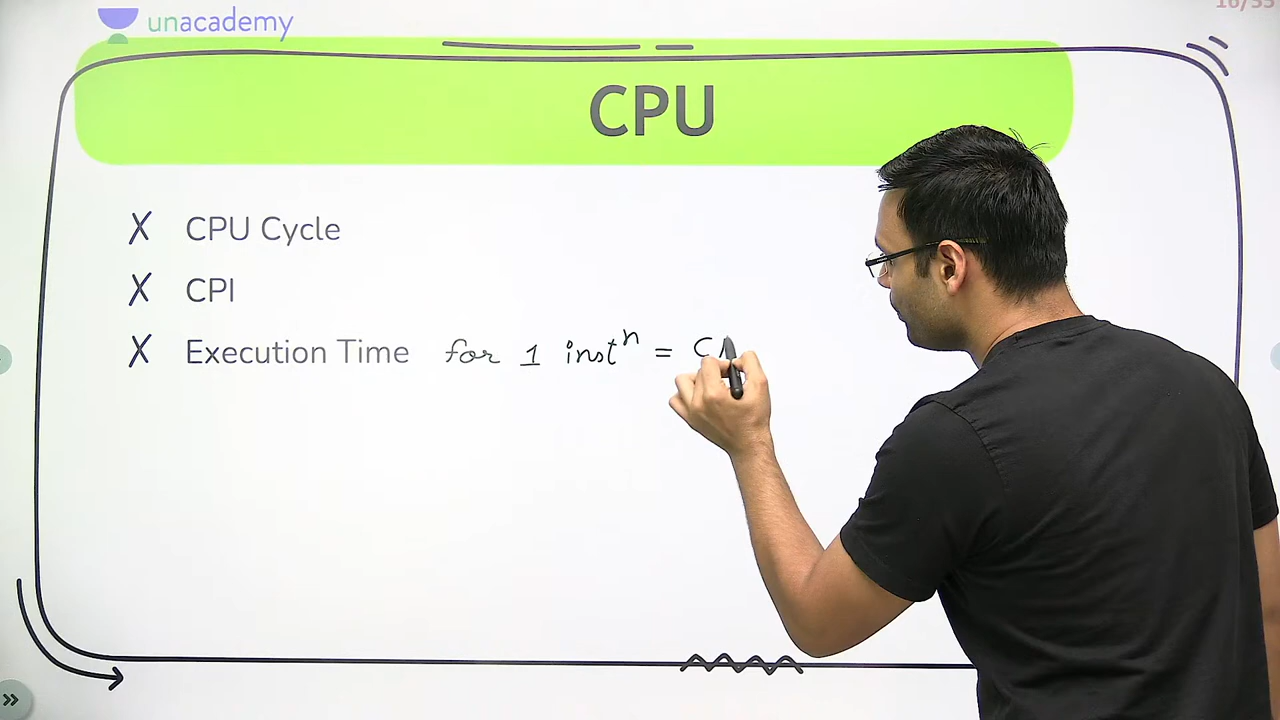 unacademy
CPU
X CPU Cycle
X CPI
X Execution Time for 1 instⁿ =